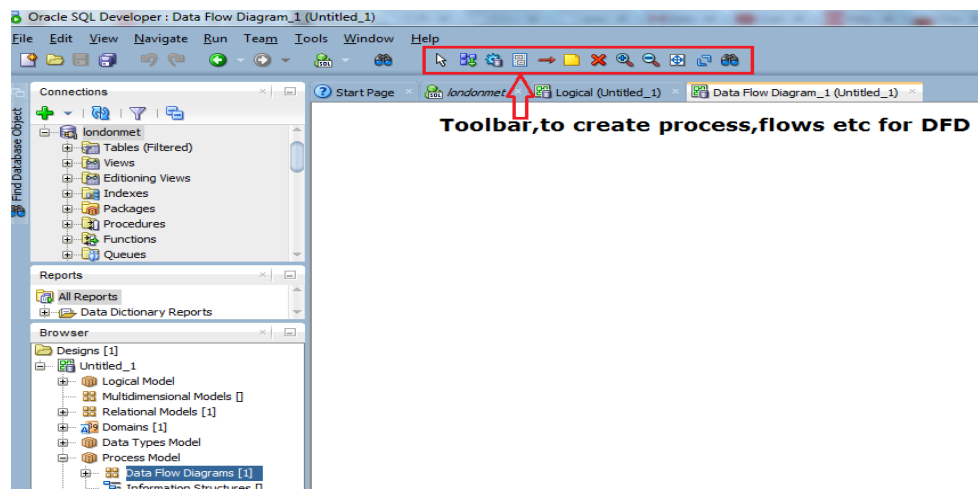 Oracle SQL Developer : Data Flow Diagram_1 (Untitled_1)
File Edit View Navigate Run Team Tools Window Help
Connections
Start Page
londonmet
Logical (Untitled_1)
Data Flow Diagram_1 (Untitled_1)
Toolbar,to create process,flows etc for DFD
Find Database Object
londonmet
Tables (Filtered)
Views
Editioning Views
Indexes
Packages
Procedures
Functions
Queues
Reports
All Reports
Data Dictionary Reports
Browser
Designs [1]
Untitled_1
Logical Model
Multidimensional Models []
Relational Models [1]
Domains [1]
Data Types Model
Process Model
Data Flow Diagrams [1]
Information Structures []